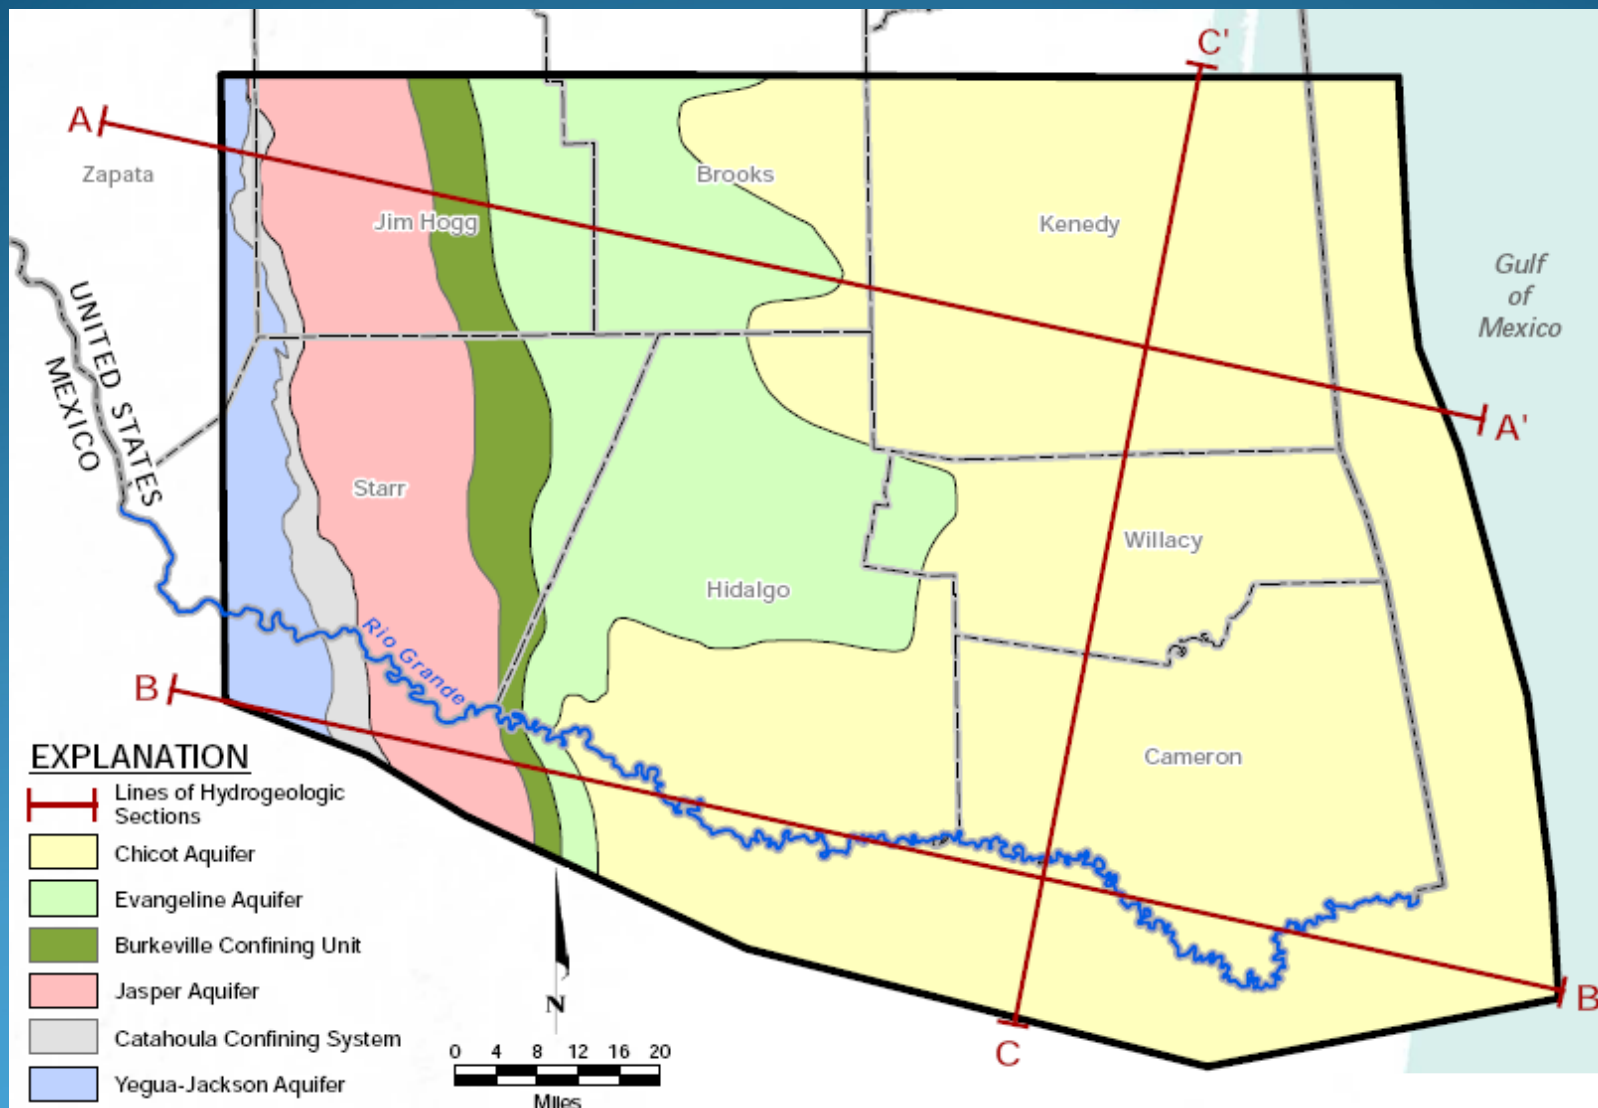 C'
A
Zapata
Brooks
Jim Hogg
Kenedy
Gulf
of
Mexico
UNITED STATES
MEXICO
A'
Starr
Willacy
Hidalgo
Rio Grande
B
Cameron
EXPLANATION
Lines of Hydrogeologic
Sections
Chicot Aquifer
Evangeline Aquifer
Burkeville Confining Unit
Jasper Aquifer
Catahoula Confining System
Yegua-Jackson Aquifer
N
0 4 8 12 16 20
Miles
C
B